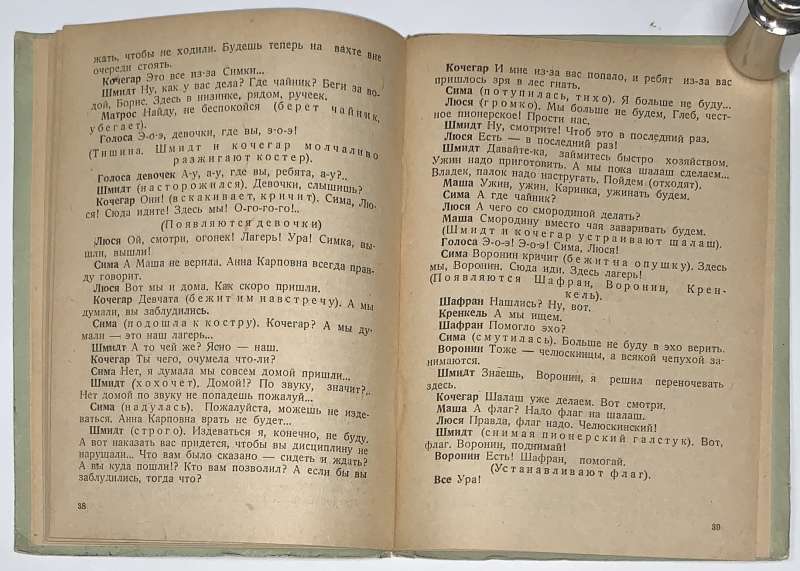 жать, чтобы не ходили. Будешь теперь на вахте вне
очереди стоять.
Кочегар Это все из-за Симки...
Шмидт Ну, как у вас дела? Где чайник? Беги за во-
дой, Борис. Здесь в низинке, рядом, ручеек.
Матрос Найду, не беспокойся (берет чайник,
убегает).
Голоса Э-о-э, девочки, где вы, э-о-э!
(Тишина. Шмидт и кочегар молчаливо
разжигают костер).
Голоса девочек А-у, а-у, где вы, ребята, а-у?..
Шмидт (насторожился). Девочки, слышишь?
Кочегар Они! (вскакивает, кричит). Сима, Лю-
ся! Сюда идите! Здесь мы! О-го-го-го!..
(Появляются девочки)
Люся Ой, смотри, огонек! Лагерь! Ура! Симка, вы-
шли, вышли!
Сима А Маша не верила. Анна Карповна всегда прав-
ду говорит.
Люся Вот мы и дома. Как скоро пришли.
Кочегар Девчата (бежит им навстречу). А мы
думали, вы заблудились.
Сима (подошла к костру). Кочегар? А мы ду-
мали — это наш лагерь...
Шмидт А то чей же? Ясно — наш.
Кочегар Ты чего, очумела что-ли?
Сима Нет, я думала мы совсем домой пришли...
Шмидт (хохочет). Домой!? По звуку, значит?..
Нет домой по звуку не попадешь пожалуй...
Сима (надулась). Пожалуйста, можешь не изде-
ваться. Анна Карповна врать не будет...
Шмидт (строго). Издеваться я, конечно, не буду.
А вот наказать вас придется, чтобы вы дисциплину не
нарушали... Что вам было сказано — сидеть и ждать?
А вы куда пошли!? Кто вам позволил? А если бы вы
заблудились, тогда что?
38
Кочегар И мне из-за вас попало, и ребят из-за вас
пришлось зря в лес гнать.
Сима (потупилась, тихо). Я больше не буду...
Люся (громко). Мы больше не будем, Глеб, чест-
ное пионерское! Прости нас.
Шмидт Ну, смотрите! Чтоб это в последний раз.
Люся Есть — в последний раз!
Шмидт Давайте-ка, займитесь быстро хозяйством.
Ужин надо приготовить. А мы пока шалаш сделаем...
Владек, палок надо настругать. Пойдем (отходят).
Маша Ужин, ужин, Каринка, ужинать будем.
Сима А где чайник?
Люся А чего со смородиной делать?
Маша Смородину вместо чая заваривать будем.
(Шмидт и кочегар устраивают шалаш).
Голоса Э-о-э! Э-о-э! Сима, Люся!
Сима Воронин кричит (бежит на опушку). Здесь
мы, Воронин. Сюда иди. Здесь лагерь!
(Появляются Шафран, Воронин, Крен-
кель).
Шафран Нашлись? Ну, вот.
Кренкель А мы ищем.
Шафран Помогло эхо?
Сима (смутилась). Больше не буду в эхо верить.
Воронин Тоже — челюскинцы, а всякой чепухой за-
нимаются.
Шмидт Знаешь, Воронин, я решил переночевать
здесь.
Кочегар Шалаш уже делаем. Вот смотри.
Маша А флаг? Надо флаг на шалаш.
Люся Правда, флаг надо. Челюскинский!
Шмидт (снимая пионерский галстук). Вот,
флаг. Воронин, поднимай!
Воронин Есть! Шафран, помогай.
(Устанавливают флаг).
Все Ура!
39